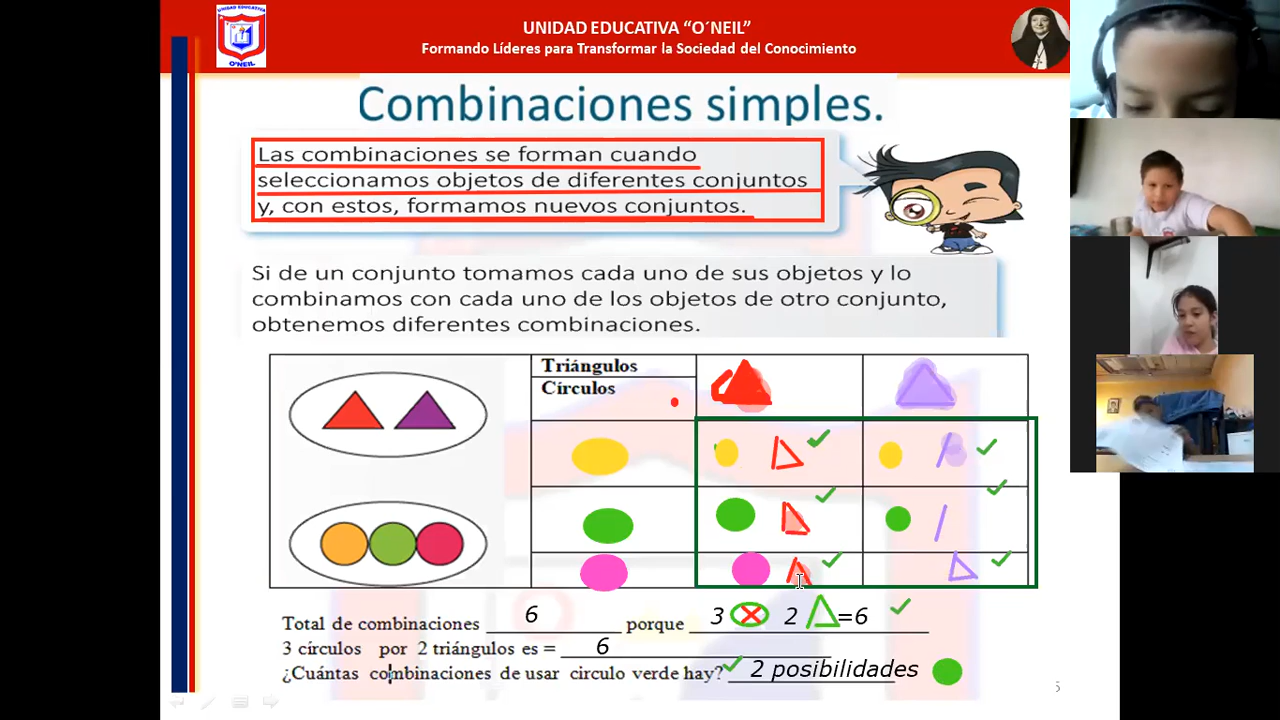 UNIDAD EDUCATIVA
O´NEIL
UNIDAD EDUCATIVA “O´NEIL”
Formando Líderes para Transformar la Sociedad del Conocimiento
Combinaciones simples.
Las combinaciones se forman cuando
seleccionamos objetos de diferentes conjuntos
y, con estos, formamos nuevos conjuntos.
Si de un conjunto tomamos cada uno de sus objetos y lo
combinamos con cada uno de los objetos de otro conjunto,
obtenemos diferentes combinaciones.
Triángulos
Círculos
Total de combinaciones 6 porque 3 2 =6
3 círculos por 2 triángulos es = 6
¿Cuántas combinaciones de usar circulo verde hay? 2 posibilidades